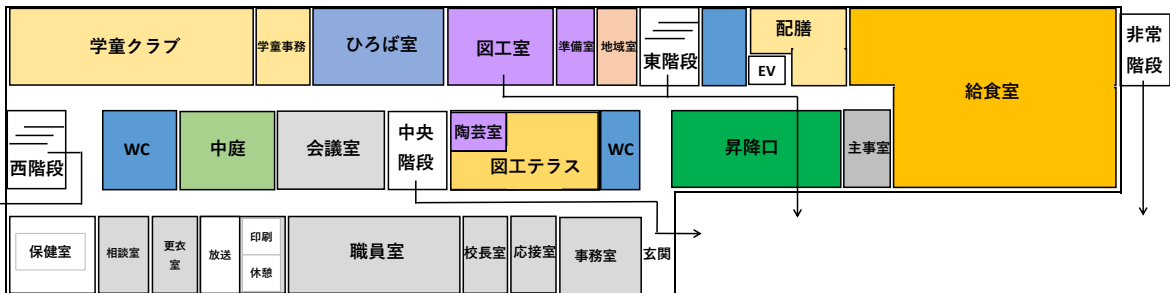 学童クラブ
学童事務
ひろば室
図工室
準備室
地域室
東階段
配膳
EV
給食室
非常
階段
西階段
WC
中庭
会議室
中央
階段
陶芸室
図工テラス
WC
昇降口
主事室
保健室
相談室
更衣
室
放送
印刷
休憩
職員室
校長室
応接室
事務室
玄関